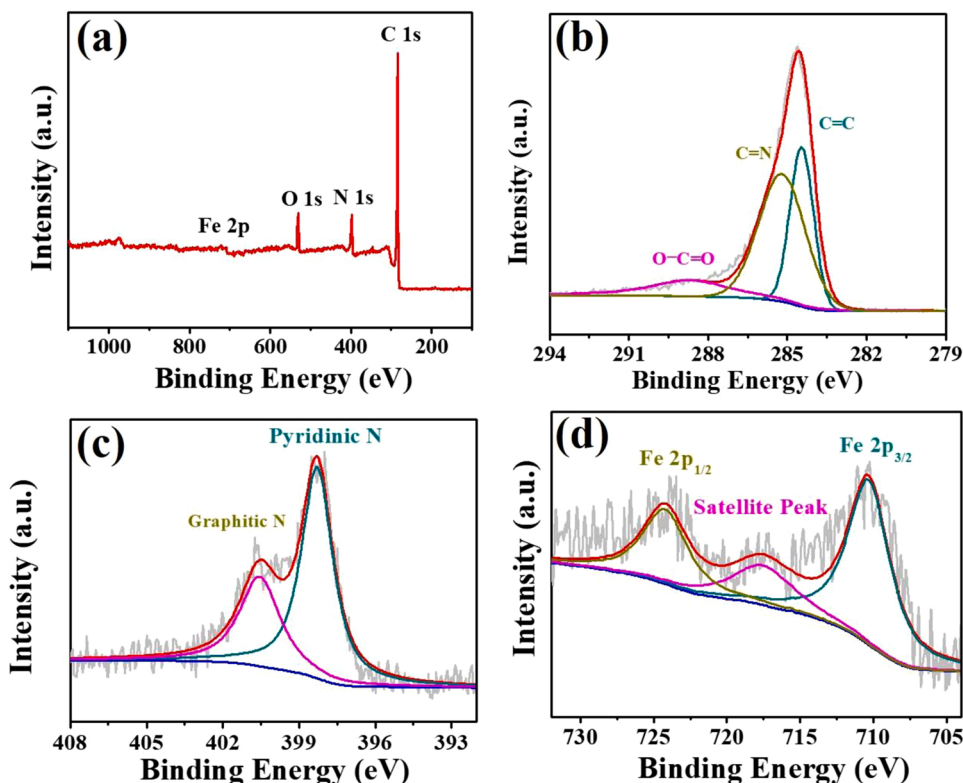 (a)
C 1s
O 1s
N 1s
Fe 2p
Intensity (a.u.)
1000 800 600 400 200
Binding Energy (eV)
(b)
C=C
C=N
O-C=O
Intensity (a.u.)
294 291 288 285 282 279
Binding Energy (eV)
(c)
Pyridinic N
Graphitic N
Intensity (a.u.)
408 405 402 399 396 393
Binding Energy (eV)
(d)
Fe 2p1/2
Fe 2p3/2
Satellite Peak
Intensity (a.u.)
730 725 720 715 710 705
Binding Energy (eV)